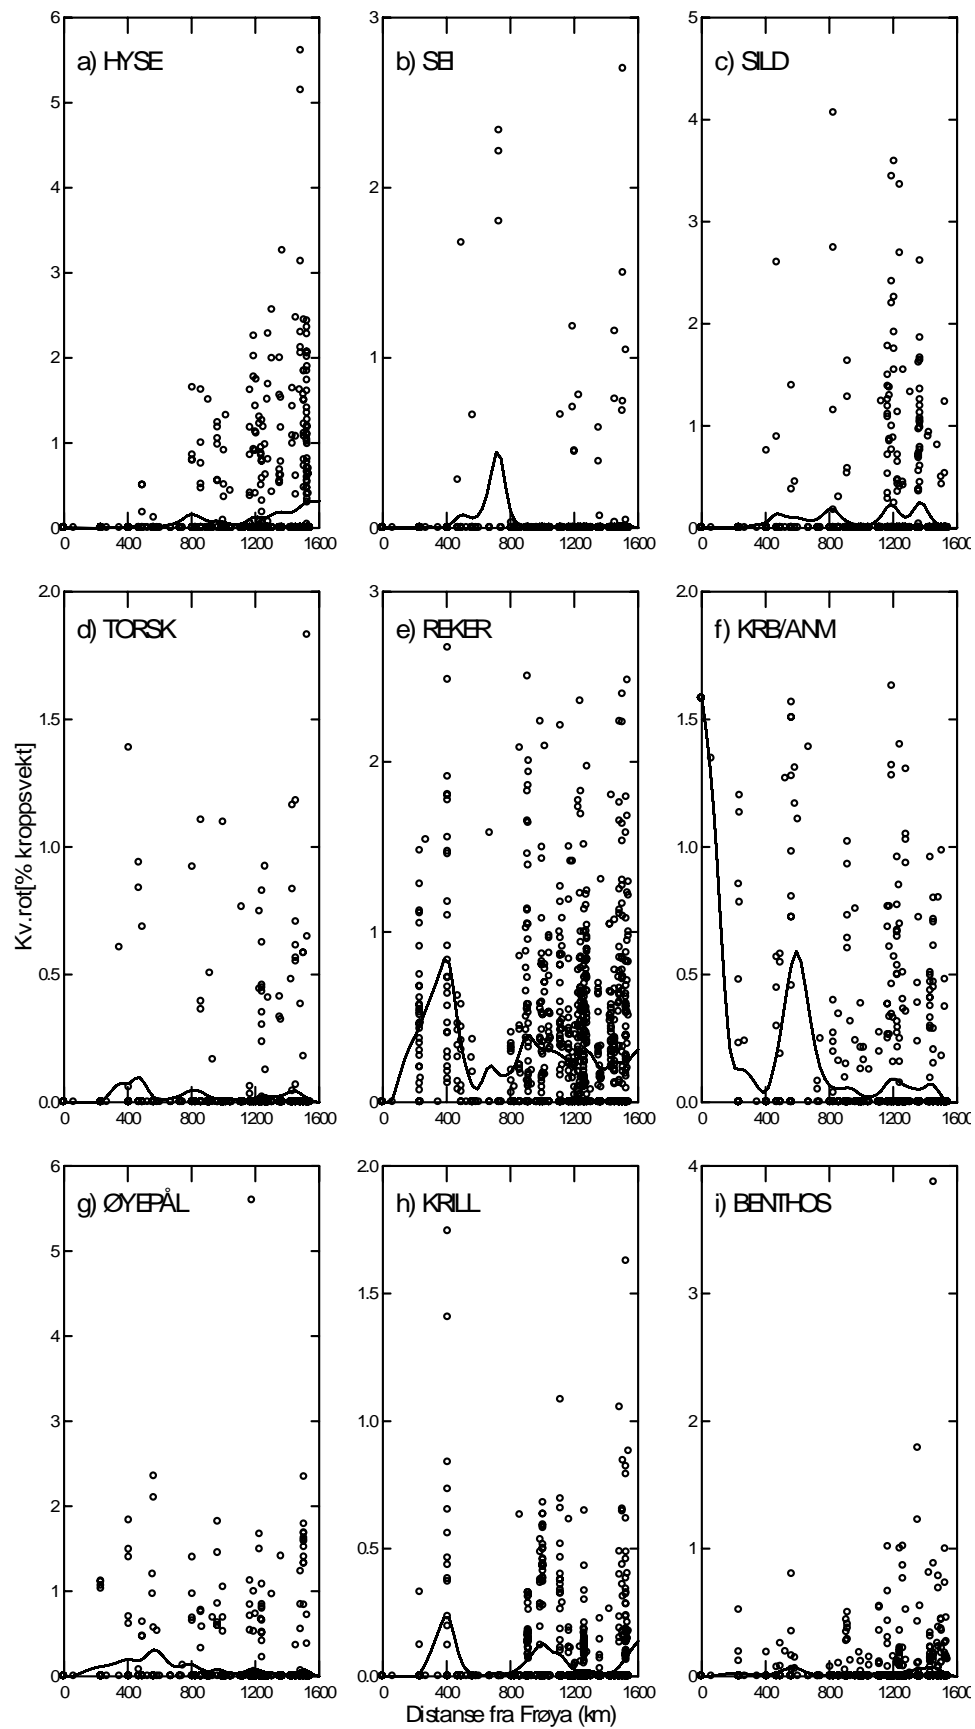 a) HYSE
b) SEI
c) SILD
6
5
4
3
2
1
0
3
2
1
0
5
4
3
2
1
0
0 400 800 1200 1600
0 400 800 1200 1600
0 400 800 1200 1600
d) TORSK
e) REKER
f) KRB/ANM
2.0
1.5
1.0
0.5
0.0
3
2
1
0
2.0
1.5
1.0
0.5
0.0
Kv.rot[% kroppsvekt]
0 400 800 1200 1600
0 400 800 1200 1600
0 400 800 1200 1600
g) ØYEPÅL
h) KRILL
i) BENTHOS
6
5
4
3
2
1
0
2.0
1.5
1.0
0.5
0.0
4
3
2
1
0
0 400 800 1200 1600
0 400 800 1200 1600
0 400 800 1200 1600
Distanse fra Frøya (km)